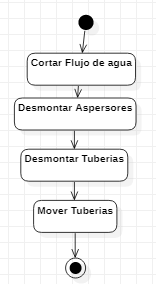 Cortar Flujo de agua
Desmontar Aspersores
Desmontar Tuberias
Mover Tuberias